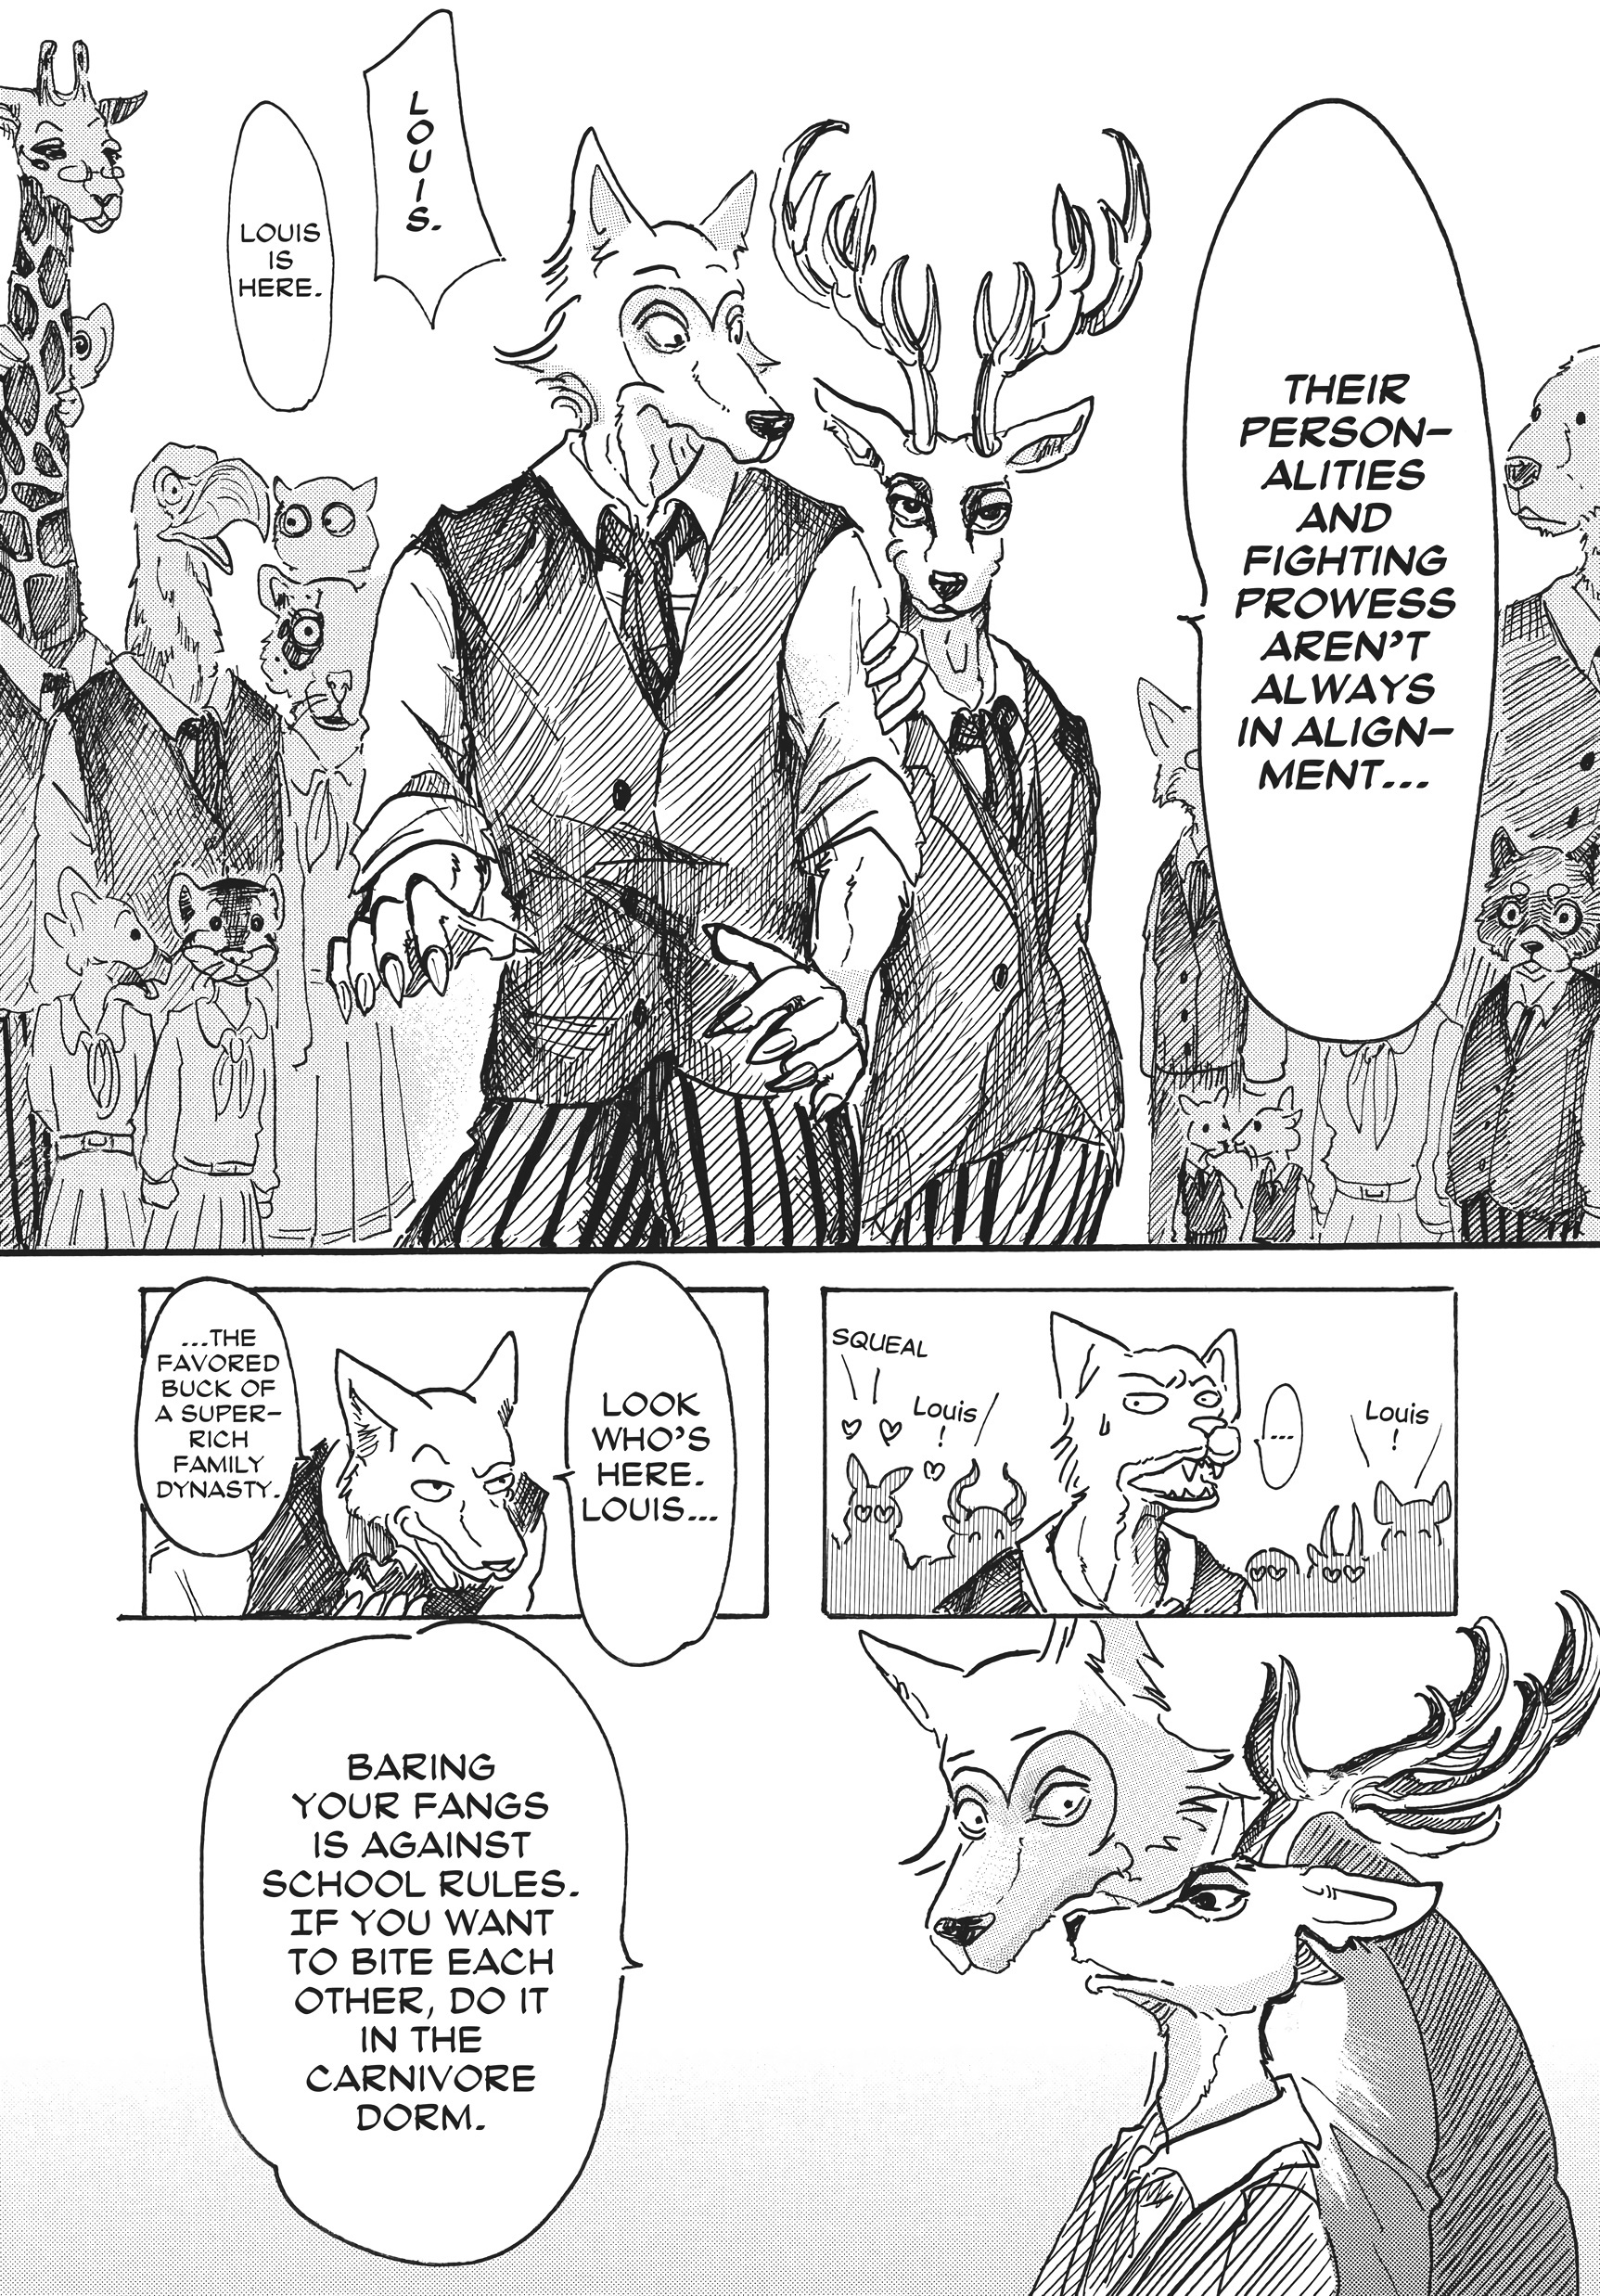 THEIR
PERSON-
ALITIES
AND
FIGHTING
PROWESS
AREN'T
ALWAYS
IN ALIGN-
MENT...
LOUIS.
LOUIS
IS
HERE.
SQUEAL
Louis
!
...
Louis
!
LOOK
WHO'S
HERE.
LOUIS...
...THE
FAVORED
BUCK OF
A SUPER-
RICH
FAMILY
DYNASTY.
BARING
YOUR FANGS
IS AGAINST
SCHOOL RULES.
IF YOU WANT
TO BITE EACH
OTHER, DO IT
IN THE
CARNIVORE
DORM.